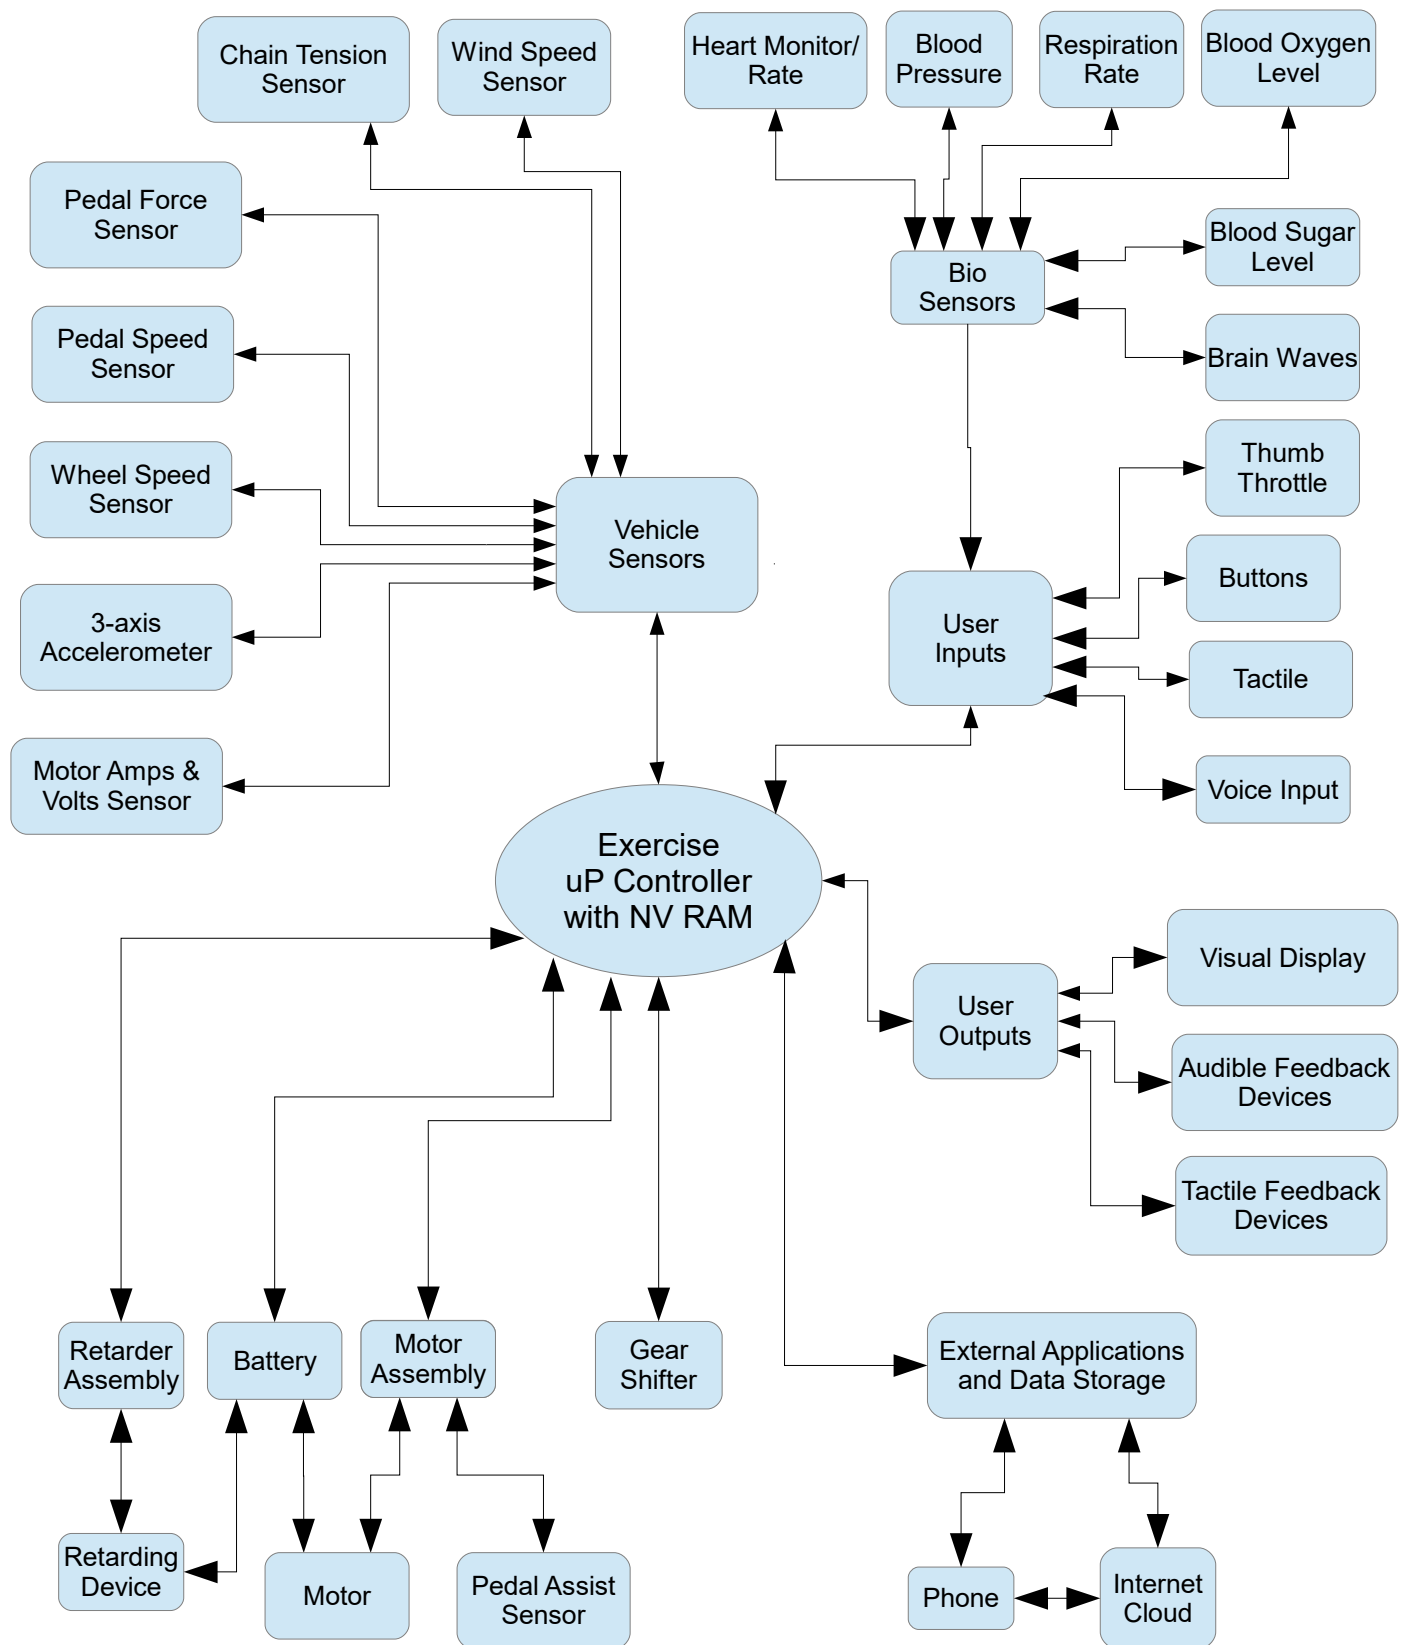 Chain Tension
Sensor
Wind Speed
Sensor
Heart Monitor/
Rate
Blood
Pressure
Respiration
Rate
Blood Oxygen
Level
Pedal Force
Sensor
Blood Sugar
Level
Bio
Sensors
Pedal Speed
Sensor
Brain Waves
Wheel Speed
Sensor
Thumb
Throttle
Vehicle
Sensors
Buttons
3-axis
Accelerometer
User
Inputs
Tactile
Motor Amps &
Volts Sensor
Voice Input
Exercise
uP Controller
with NV RAM
Visual Display
User
Outputs
Audible Feedback
Devices
Tactile Feedback
Devices
Retarder
Assembly
Battery
Motor
Assembly
Gear
Shifter
External Applications
and Data Storage
Retarding
Device
Motor
Pedal Assist
Sensor
Phone
Internet
Cloud